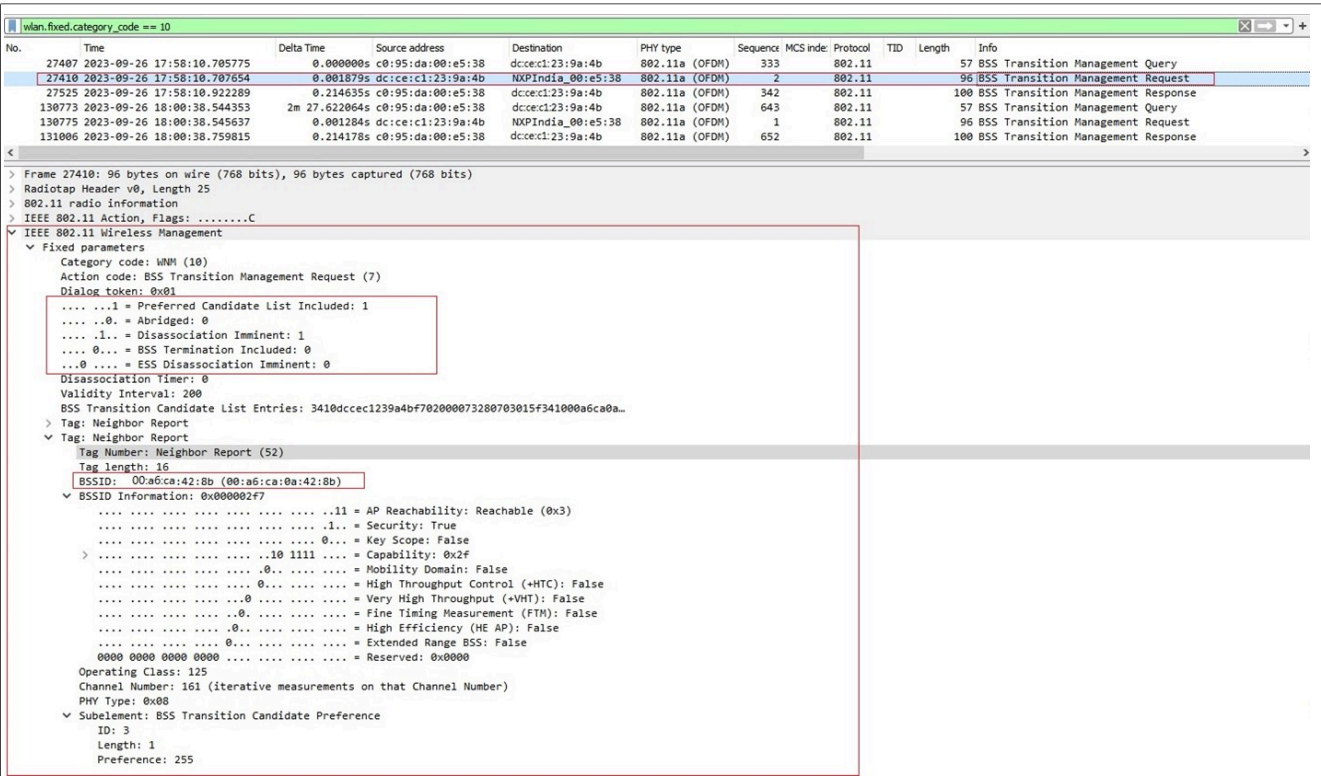 wlan.fixed.category_code == 10
No. Time Delta Time Source address Destination PHY type Sequence MCS index Protocol TID Length Info
27407 2023-09-26 17:58:10.705775 0.000000s c0:95:da:00:e5:38 dc:ce:c1:23:9a:4b 802.11a (OFDM) 333 802.11 57 BSS Transition Management Query
27410 2023-09-26 17:58:10.707654 0.001879s dc:ce:c1:23:9a:4b NXPIndia_00:e5:38 802.11a (OFDM) 2 802.11 96 BSS Transition Management Request
27525 2023-09-26 17:58:10.922289 0.214635s c0:95:da:00:e5:38 dc:ce:c1:23:9a:4b 802.11a (OFDM) 342 802.11 100 BSS Transition Management Response
130773 2023-09-26 18:00:38.544353 2m 27.622064s c0:95:da:00:e5:38 dc:ce:c1:23:9a:4b 802.11a (OFDM) 643 802.11 57 BSS Transition Management Query
130775 2023-09-26 18:00:38.545637 0.001284s dc:ce:c1:23:9a:4b NXPIndia_00:e5:38 802.11a (OFDM) 1 802.11 96 BSS Transition Management Request
131006 2023-09-26 18:00:38.759815 0.214178s c0:95:da:00:e5:38 dc:ce:c1:23:9a:4b 802.11a (OFDM) 652 802.11 100 BSS Transition Management Response
Frame 27410: 96 bytes on wire (768 bits), 96 bytes captured (768 bits)
Radiotap Header v0, Length 25
802.11 radio information
IEEE 802.11 Action, Flags: ........C
IEEE 802.11 Wireless Management
Fixed parameters
Category code: WNM (10)
Action code: BSS Transition Management Request (7)
Dialog token: 0x01
.... ...1 = Preferred Candidate List Included: 1
.... ..0. = Abridged: 0
.... .1.. = Disassociation Imminent: 1
.... 0... = BSS Termination Included: 0
...0 .... = ESS Disassociation Imminent: 0
Disassociation Timer: 0
Validity Interval: 200
BSS Transition Candidate List Entries: 3410dccec1239a4bf702000073280703015f341000a6ca0a…
Tag: Neighbor Report
Tag: Neighbor Report
Tag Number: Neighbor Report (52)
Tag length: 16
BSSID: 00:a6:ca:42:8b (00:a6:ca:0a:42:8b)
BSSID Information: 0x000002f7
.... .... .... .... .... .... .... ..11 = AP Reachability: Reachable (0x3)
.... .... .... .... .... .... .... .1.. = Security: True
.... .... .... .... .... .... .... 0... = Key Scope: False
.... .... .... .... .... ..10 1111 .... = Capability: 0x2f
.... .... .... .... .... .0.. .... .... = Mobility Domain: False
.... .... .... .... .... 0... .... .... = High Throughput Control (+HTC): False
.... .... .... .... ...0 .... .... .... = Very High Throughput (+VHT): False
.... .... .... .... ..0. .... .... .... = Fine Timing Measurement (FTM): False
.... .... .... .... .0.. .... .... .... = High Efficiency (HE AP): False
.... .... .... .... 0... .... .... .... = Extended Range BSS: False
0000 0000 0000 0000 .... .... .... .... = Reserved: 0x0000
Operating Class: 125
Channel Number: 161 (iterative measurements on that Channel Number)
PHY Type: 0x08
Subelement: BSS Transition Candidate Preference
ID: 3
Length: 1
Preference: 255